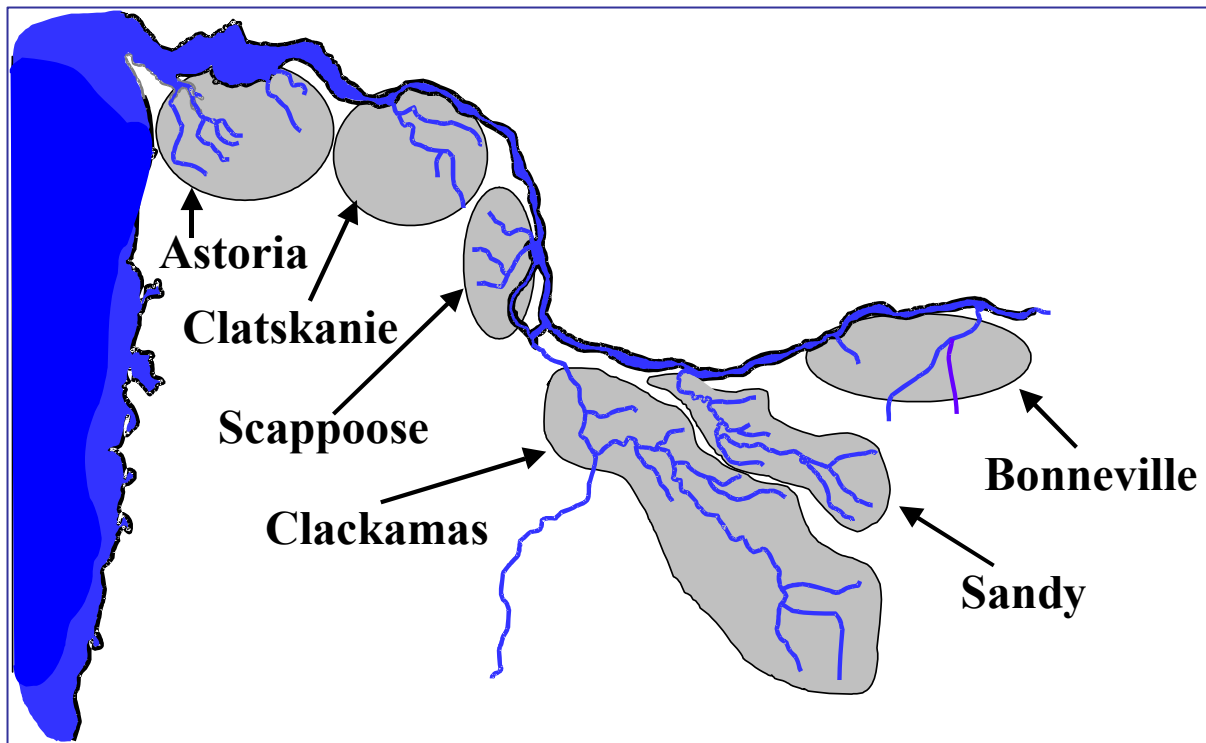 Astoria
Clatskanie
Scappoose
Clackamas
Bonneville
Sandy